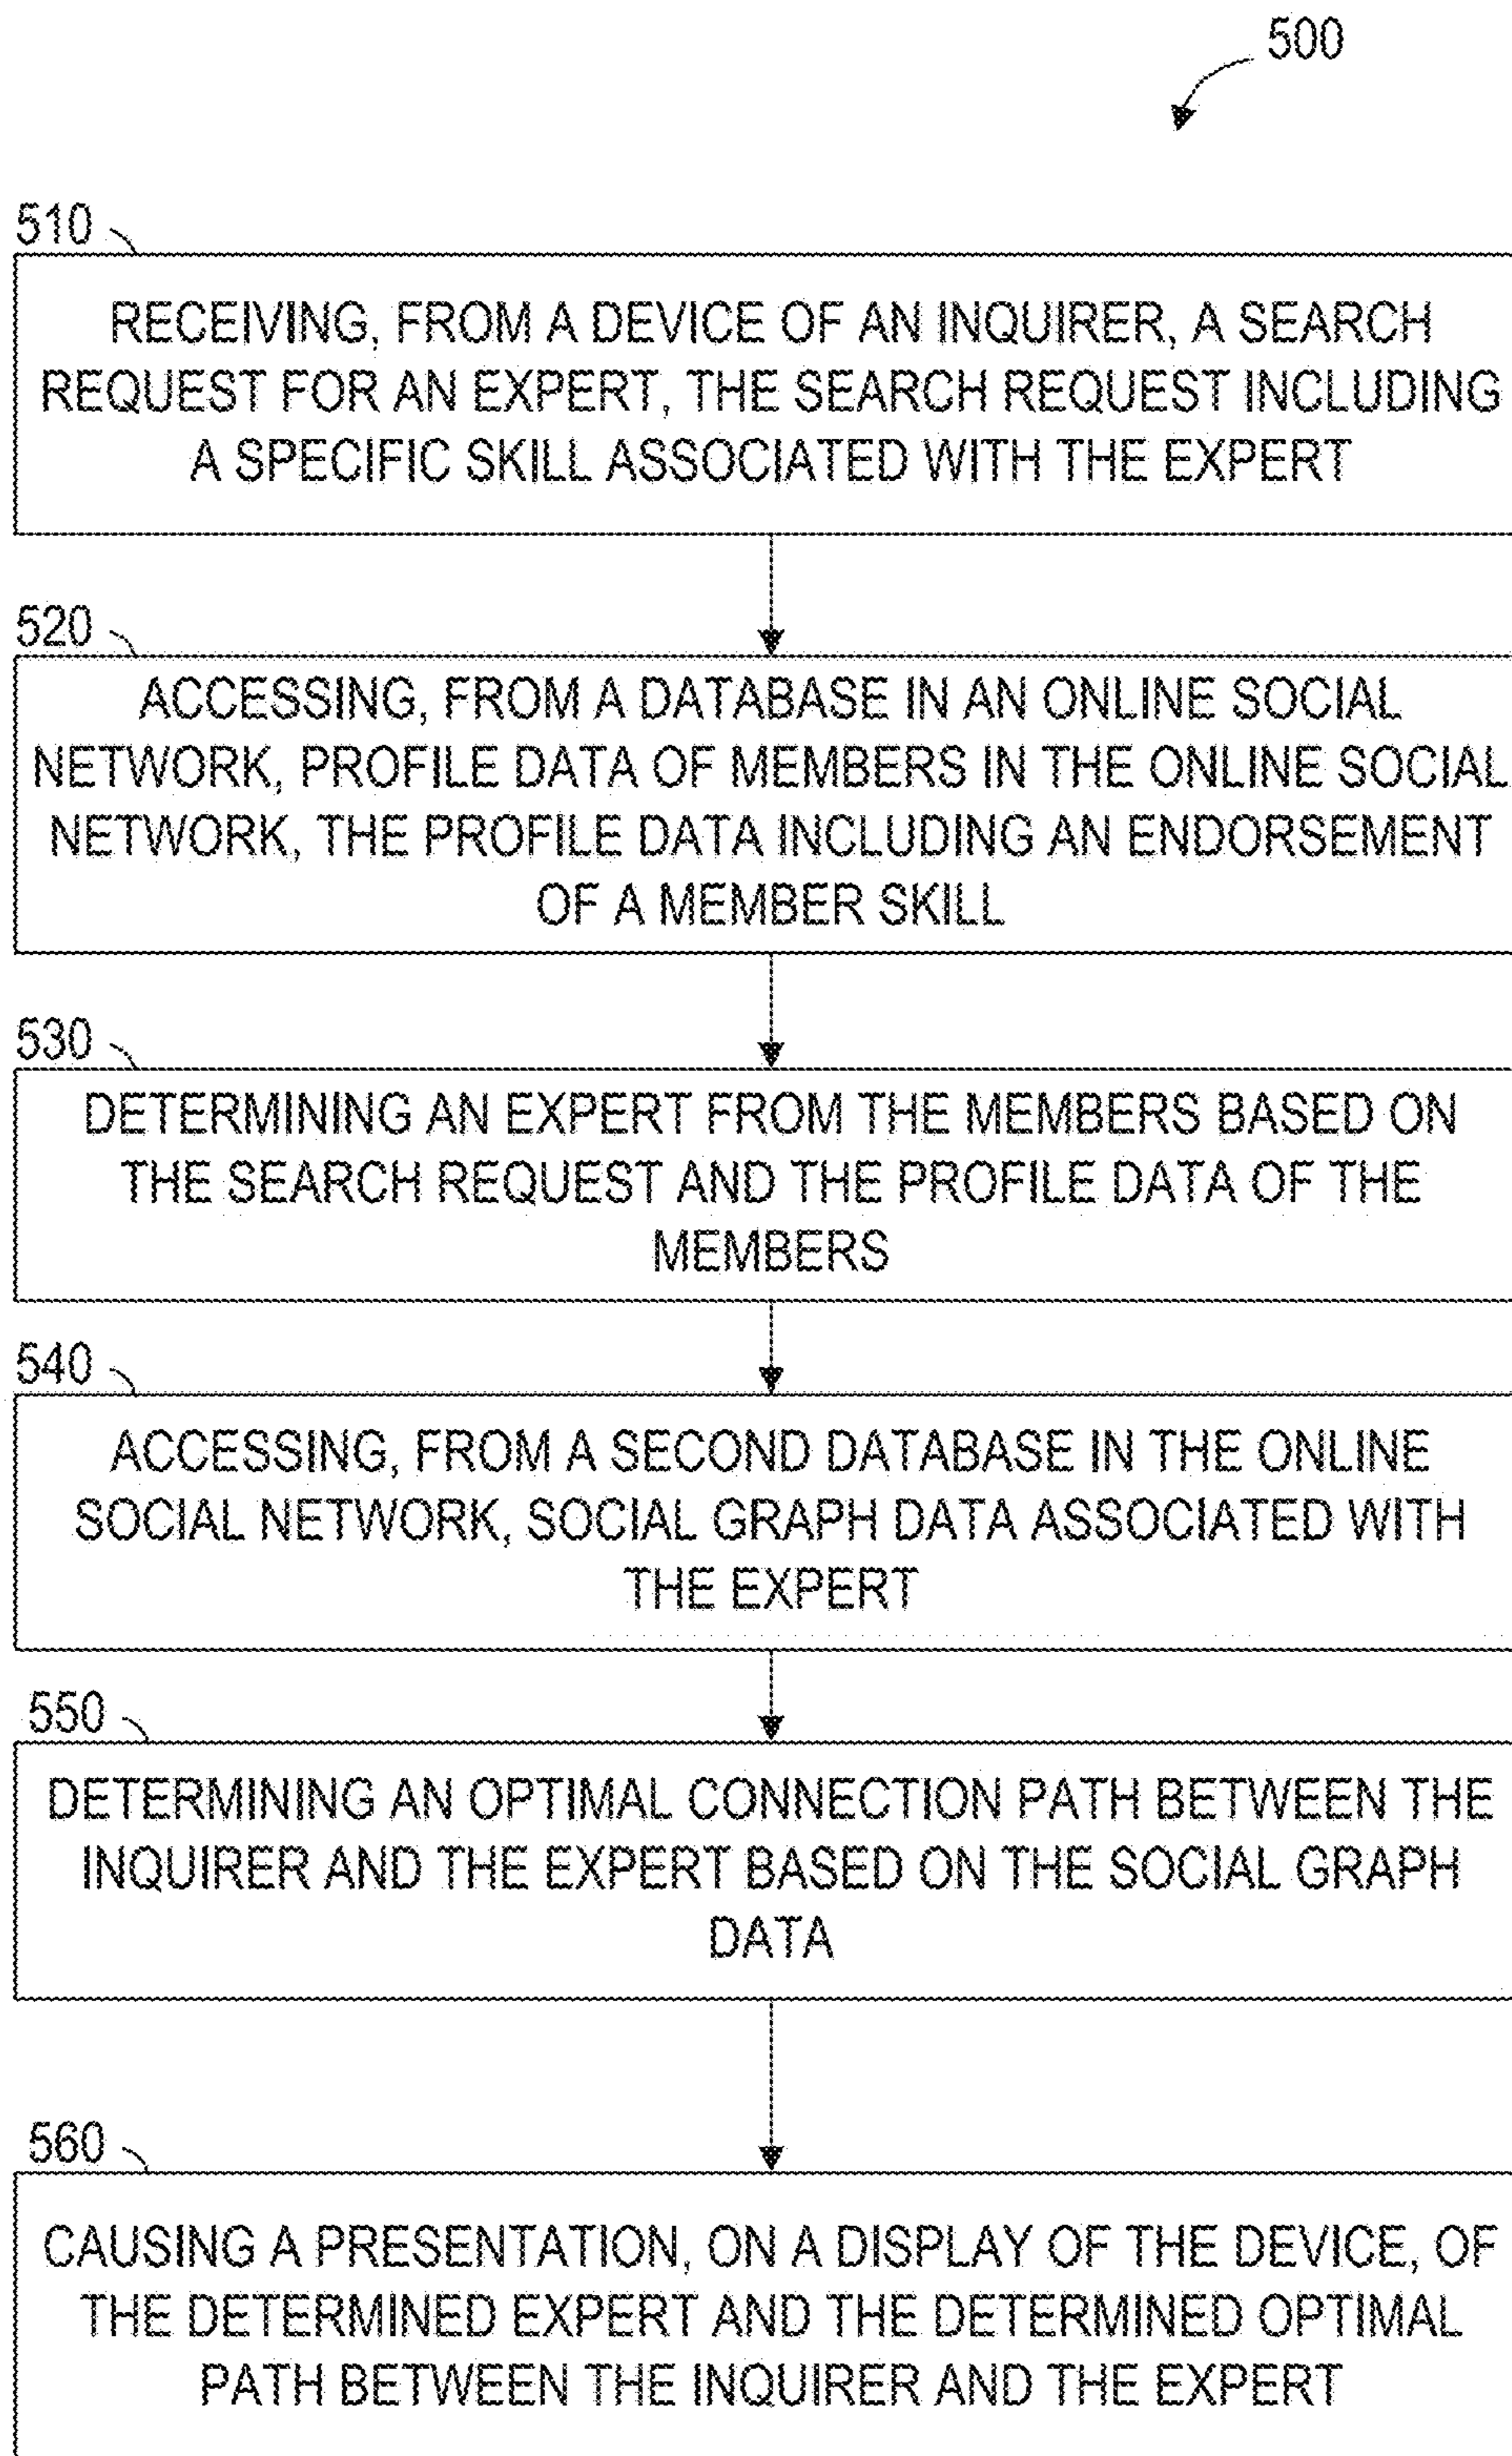 500
510
RECEIVING, FROM A DEVICE OF AN INQUIRER, A SEARCH
REQUEST FOR AN EXPERT, THE SEARCH REQUEST INCLUDING
A SPECIFIC SKILL ASSOCIATED WITH THE EXPERT
520
ACCESSING, FROM A DATABASE IN AN ONLINE SOCIAL
NETWORK, PROFILE DATA OF MEMBERS IN THE ONLINE SOCIAL
NETWORK, THE PROFILE DATA INCLUDING AN ENDORSEMENT
OF A MEMBER SKILL
530
DETERMINING AN EXPERT FROM THE MEMBERS BASED ON
THE SEARCH REQUEST AND THE PROFILE DATA OF THE
MEMBERS
540
ACCESSING, FROM A SECOND DATABASE IN THE ONLINE
SOCIAL NETWORK, SOCIAL GRAPH DATA ASSOCIATED WITH
THE EXPERT
550
DETERMINING AN OPTIMAL CONNECTION PATH BETWEEN THE
INQUIRER AND THE EXPERT BASED ON THE SOCIAL GRAPH
DATA
560
CAUSING A PRESENTATION, ON A DISPLAY OF THE DEVICE, OF
THE DETERMINED EXPERT AND THE DETERMINED OPTIMAL
PATH BETWEEN THE INQUIRER AND THE EXPERT